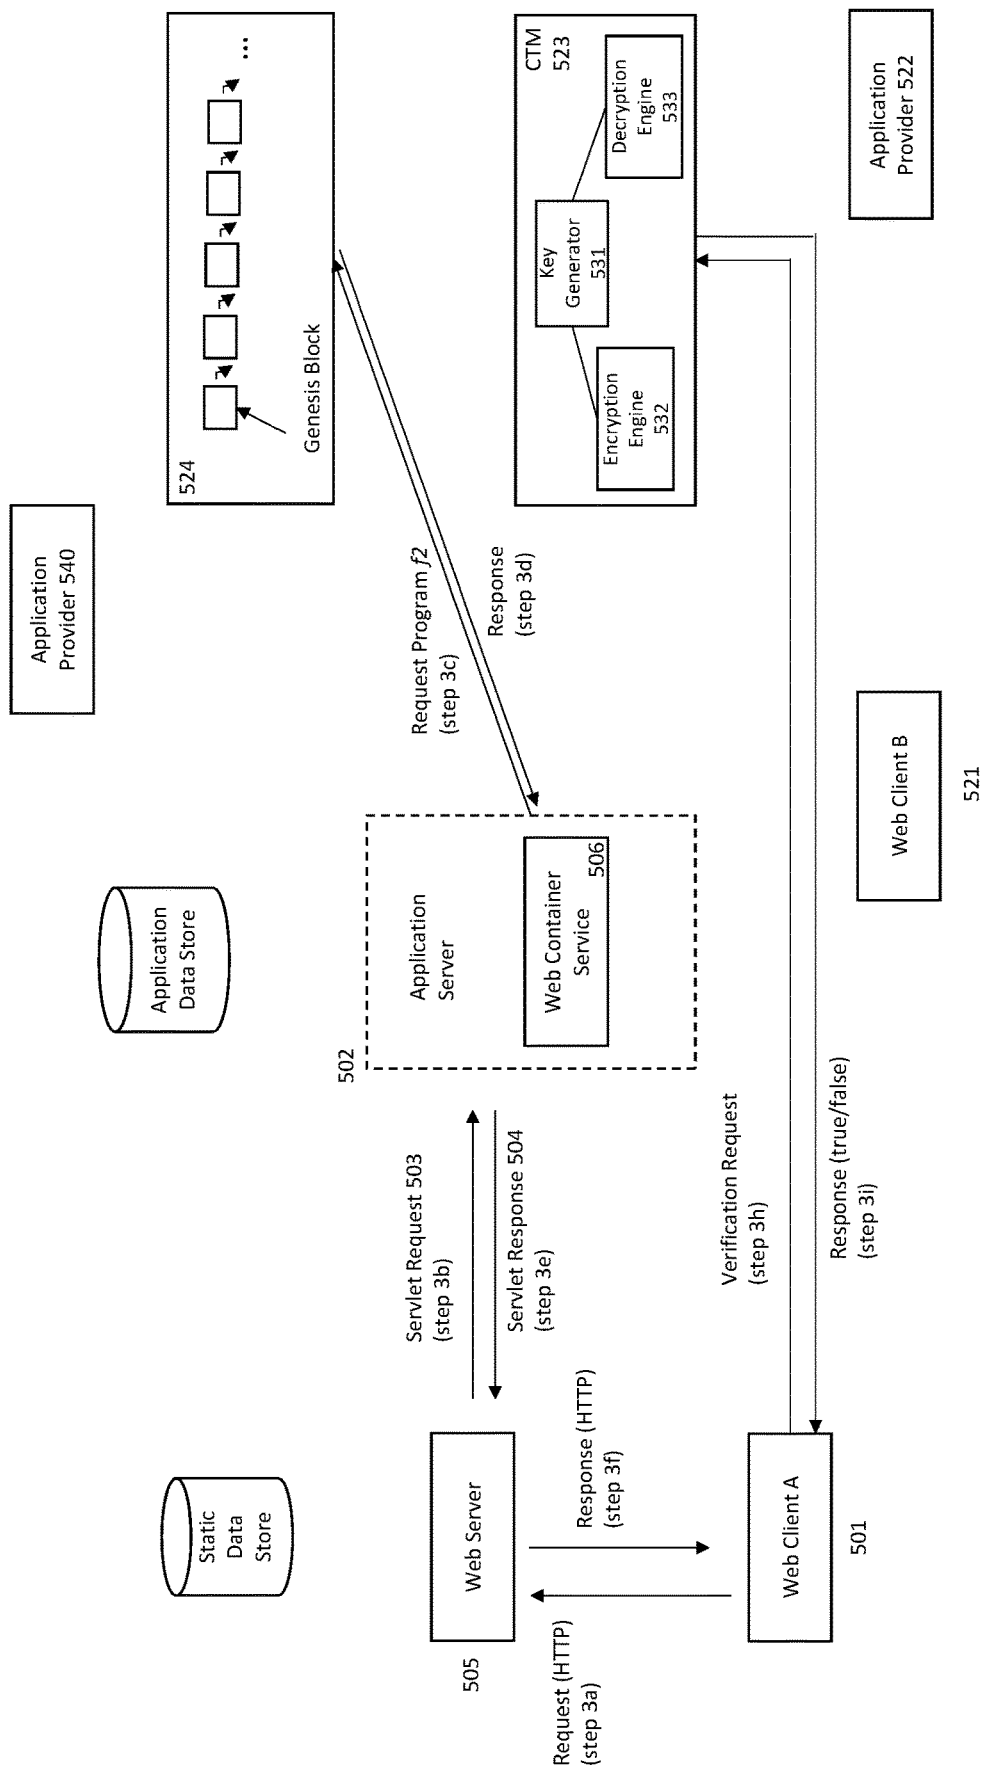 Static
Data
Store
Application
Data Store
Application
Provider 540
524
Genesis Block
...
505
Web Server
Servlet Request 503
(step 3b)
Servlet Response 504
(step 3e)
502
Application
Server
Web Container
Service
506
Request Program f2
(step 3c)
Response
(step 3d)
CTM
523
Encryption
Engine
532
Key
Generator
531
Decryption
Engine
533
Request (HTTP)
(step 3a)
Response (HTTP)
(step 3f)
Web Client A
501
Verification Request
(step 3h)
Response (true/false)
(step 3i)
Web Client B
521
Application
Provider 522